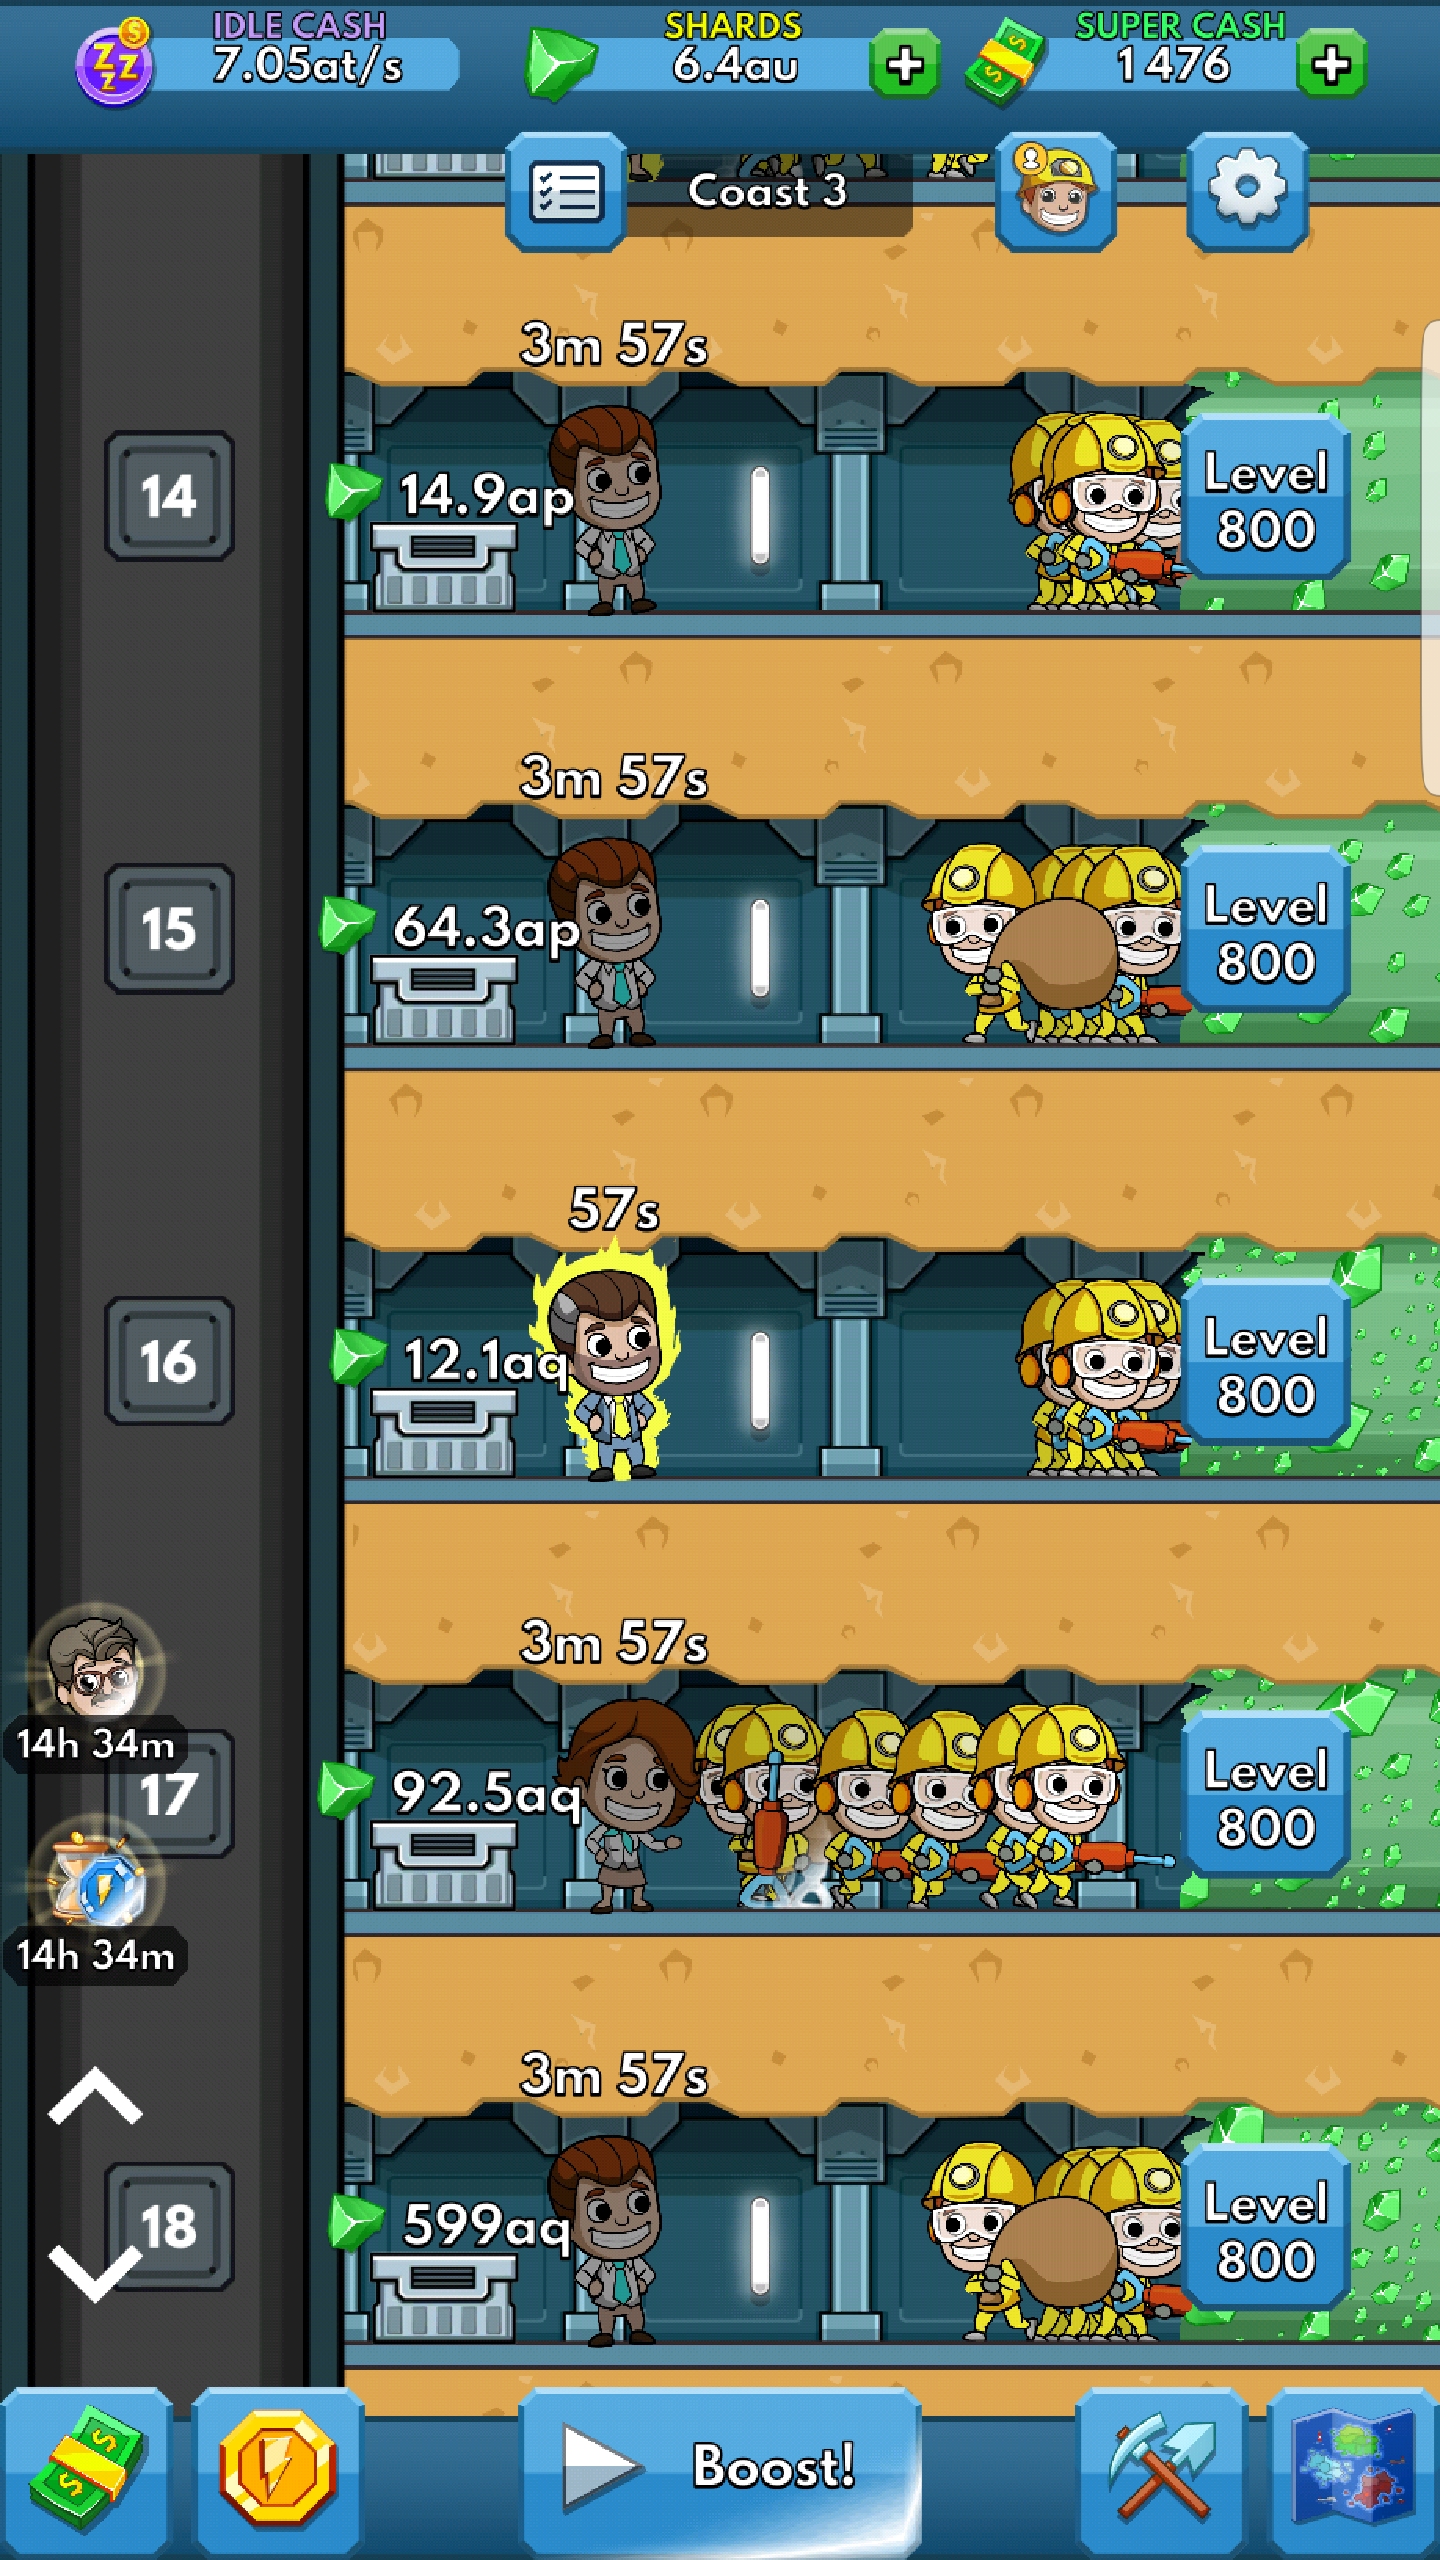 IDLE CASH
7.05at/s
SHARDS
6.4au
SUPER CASH
1476
Coast 3
3m 57s
14
14.9ap
Level
800
3m 57s
15
64.3ap
Level
800
57s
16
12.1aq
Level
800
3m 57s
14h 34m
17
92.5aq
Level
800
14h 34m
3m 57s
18
599aq
Level
800
Boost!